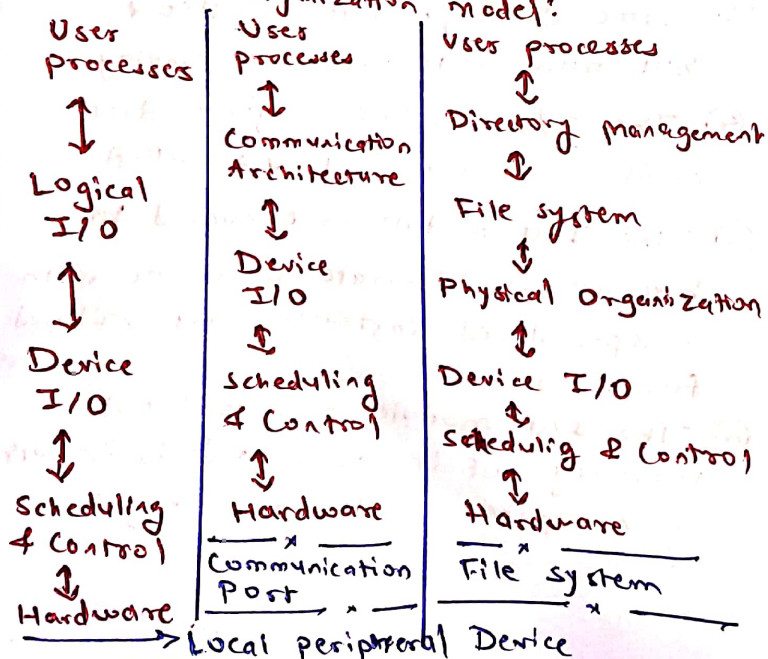 model:
User
processes
Logical
I/O
Device
I/O
Scheduling
& Control
Hardware
User
processes
Communication
Architecture
Device
I/O
Scheduling
& Control
Hardware
Communication
Port
User processes
Directory Management
File system
Physical Organization
Device I/O
Schedulig & Control
Hardware
File system
Local peripheral Device